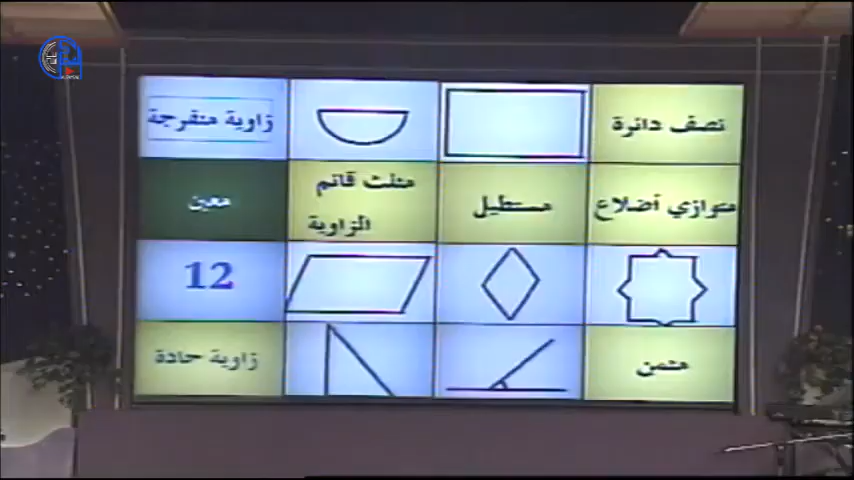 نصف دائرة
زاوية منفرجة
متوازي أضلاع
مستطيل
مثلث قائم
الزاوية
معين
12
مثمن
زاوية حادة